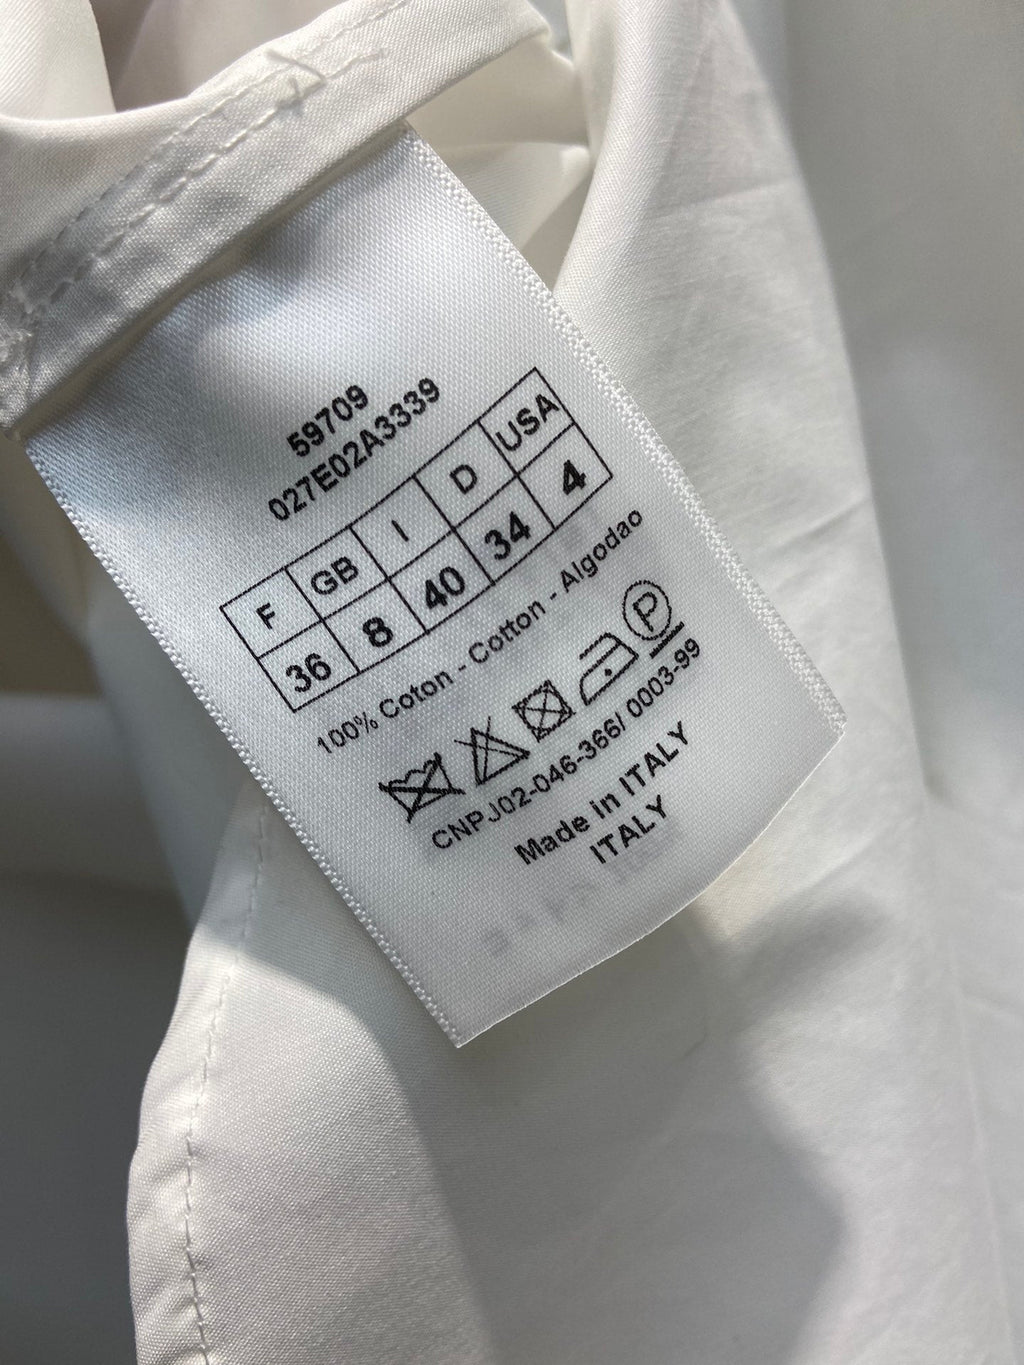 59709
027E02A3339
F GB I D USA
36 8 40 34 4
100% Coton - Cotton - Algodao
P
CNPJ02-046-366/ 0003-99
Made in ITALY
ITALY